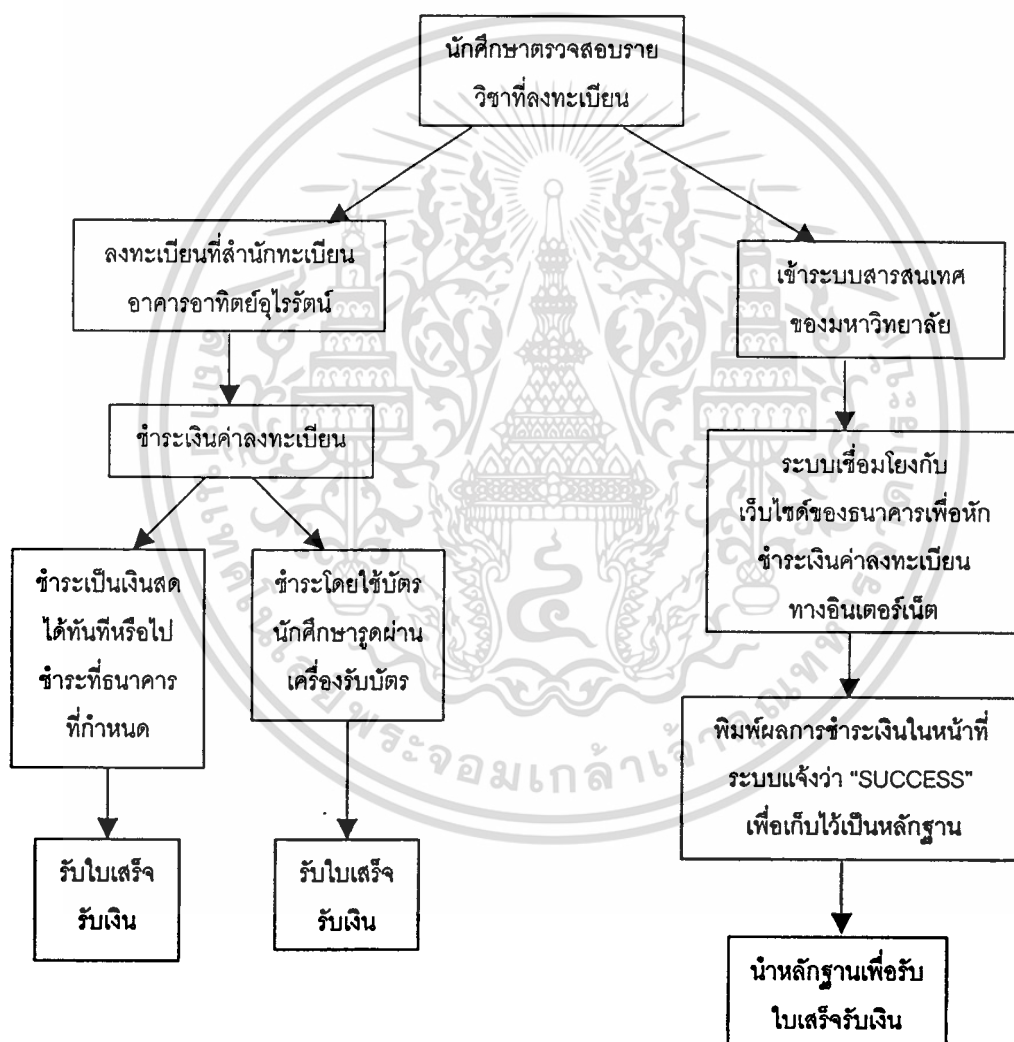 นักศึกษาตรวจสอบราย
วิชาที่ลงทะเบียน
ลงทะเบียนที่สำนักทะเบียน
อาคารอาทิตย์อุไรรัตน์
เข้าระบบสารสนเทศ
ของมหาวิทยาลัย
ชำระเงินค่าลงทะเบียน
ระบบเชื่อมโยงกับ
เว็บไซด์ของธนาคารเพื่อหัก
ชำระเงินค่าลงทะเบียน
ทางอินเตอร์เน็ต
ชำระเป็นเงินสด
ได้ทันทีหรือไป
ชำระที่ธนาคาร
ที่กำหนด
ชำระโดยใช้บัตร
นักศึกษารูดผ่าน
เครื่องรับบัตร
พิมพ์ผลการชำระเงินในหน้าที่
ระบบแจ้งว่า "SUCCESS"
เพื่อเก็บไว้เป็นหลักฐาน
รับใบเสร็จ
รับเงิน
รับใบเสร็จ
รับเงิน
นำหลักฐานเพื่อรับ
ใบเสร็จรับเงิน